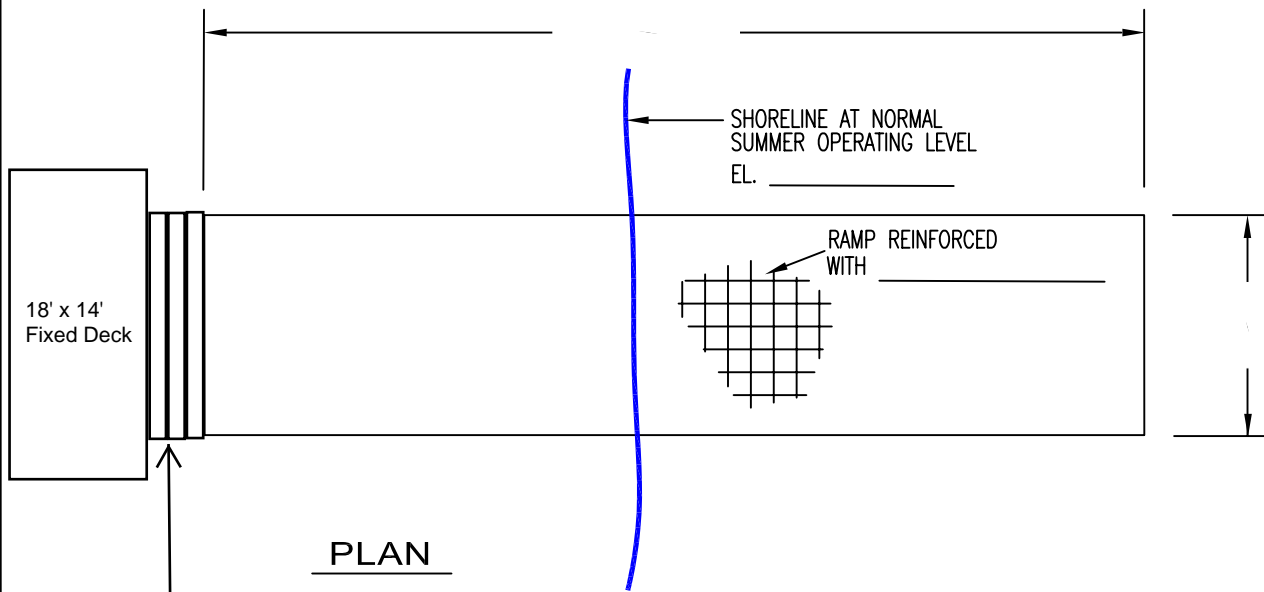 SHORELINE AT NORMAL
SUMMER OPERATING LEVEL
EL.
RAMP REINFORCED
WITH
18' x 14'
Fixed Deck
PLAN